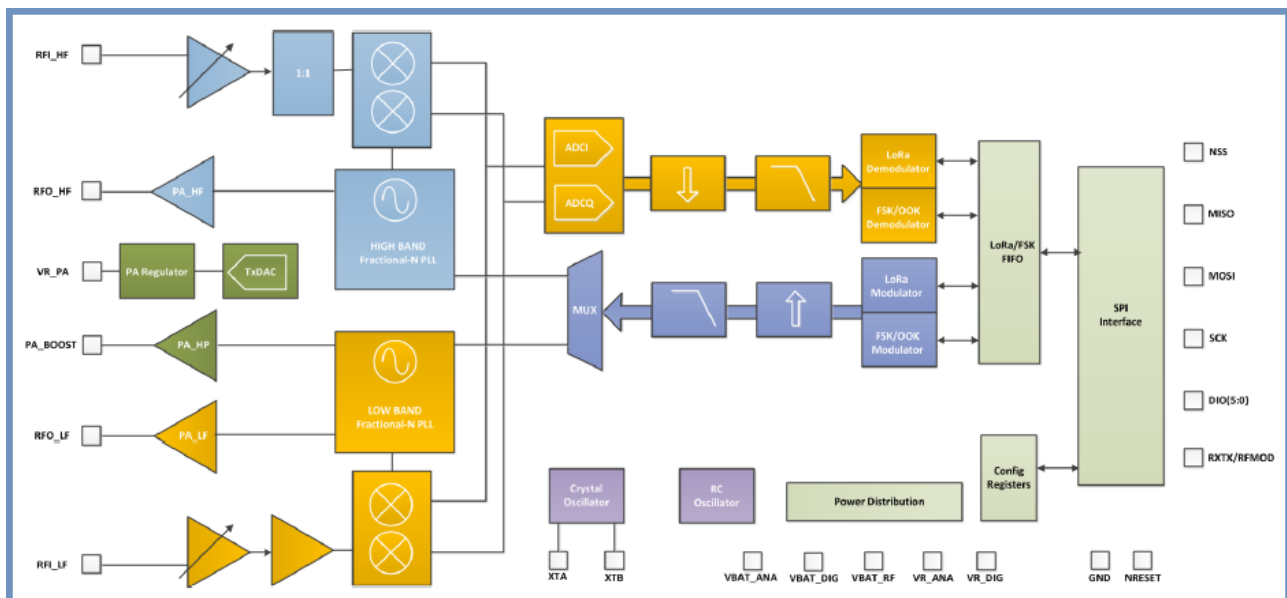 RFI_HF
1:1
RFO_HF
PA_HF
HIGH BAND
Fractional-N PLL
VR_PA
PA Regulator
TxDAC
PA_BOOST
PA_HP
RFO_LF
PA_LF
LOW BAND
Fractional-N PLL
RFI_LF
ADCI
ADCQ
MUX
LoRa
Demodulator
FSK/OOK
Demodulator
LoRa
Modulator
FSK/OOK
Modulator
LoRa/FSK
FIFO
SPI
Interface
Config
Registers
NSS
MISO
MOSI
SCK
DIO(5:0)
RXTX/RFMOD
Crystal
Oscillator
RC
Oscillator
Power Distribution
XTA
XTB
VBAT_ANA
VBAT_DIG
VBAT_RF
VR_ANA
VR_DIG
GND
NRESET